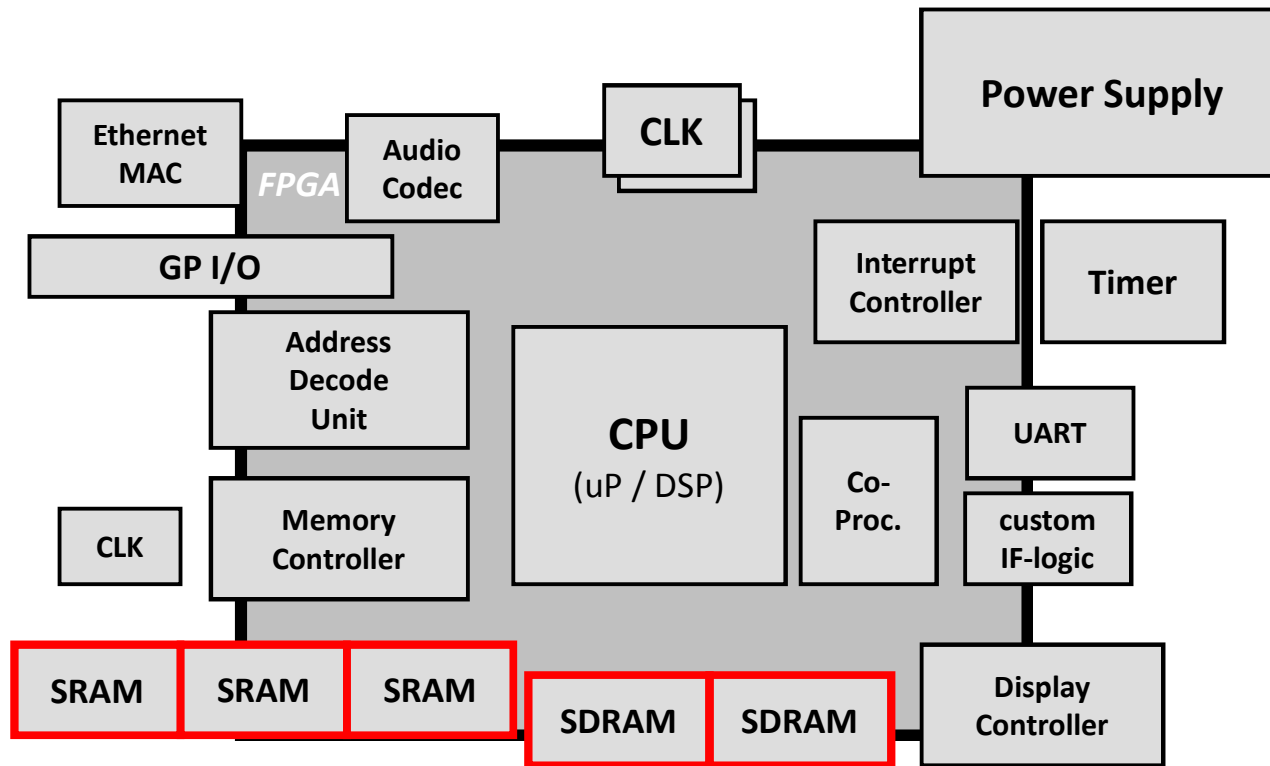 Power Supply
Ethernet
MAC
Audio
Codec
CLK
FPGA
GP I/O
Interrupt
Controller
Timer
Address
Decode
Unit
CPU
(uP / DSP)
Co-
Proc.
UART
CLK
Memory
Controller
custom
IF-logic
SRAM
SRAM
SRAM
SDRAM
SDRAM
Display
Controller